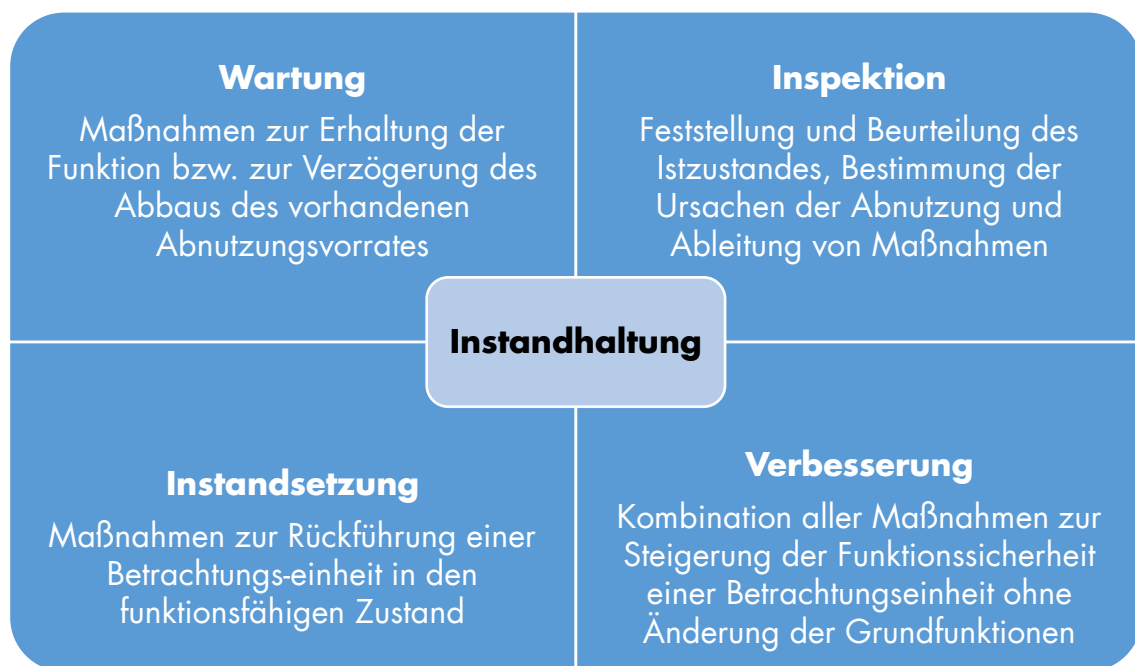 Wartung
Maßnahmen zur Erhaltung der
Funktion bzw. zur Verzögerung des
Abbaus des vorhandenen
Abnutzungsvorrates
Inspektion
Feststellung und Beurteilung des
Istzustandes, Bestimmung der
Ursachen der Abnutzung und
Ableitung von Maßnahmen
Instandhaltung
Instandsetzung
Maßnahmen zur Rückführung einer
Betrachtungs-einheit in den
funktionsfähigen Zustand
Verbesserung
Kombination aller Maßnahmen zur
Steigerung der Funktionssicherheit
einer Betrachtungseinheit ohne
Änderung der Grundfunktionen